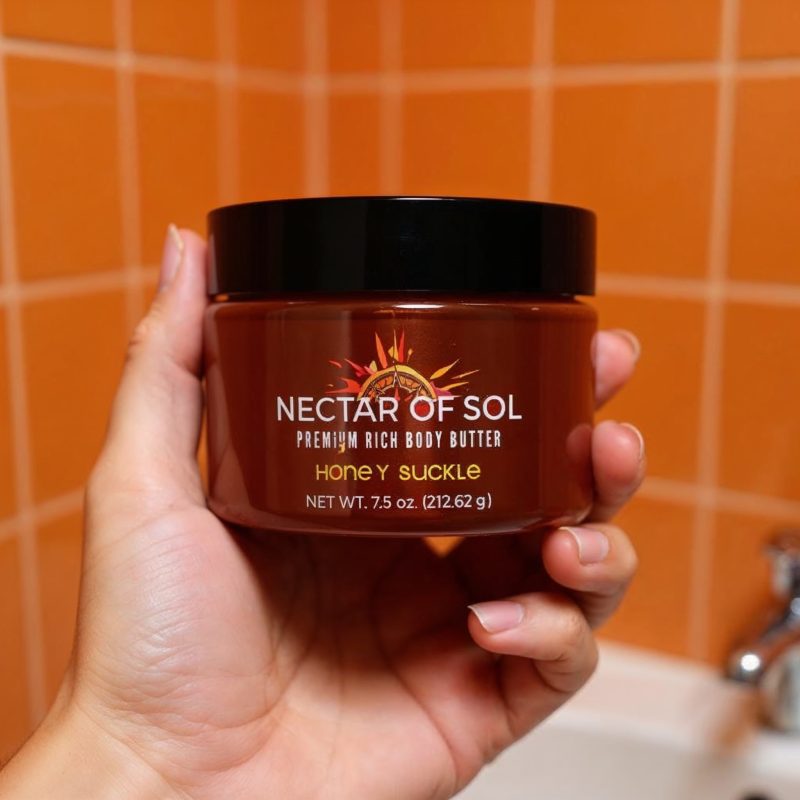 NECTAR OF SOL
PREMIUM RICH BODY BUTTER
HONEY SUCKLE
NET WT. 7.5 oz. (212.62 g)